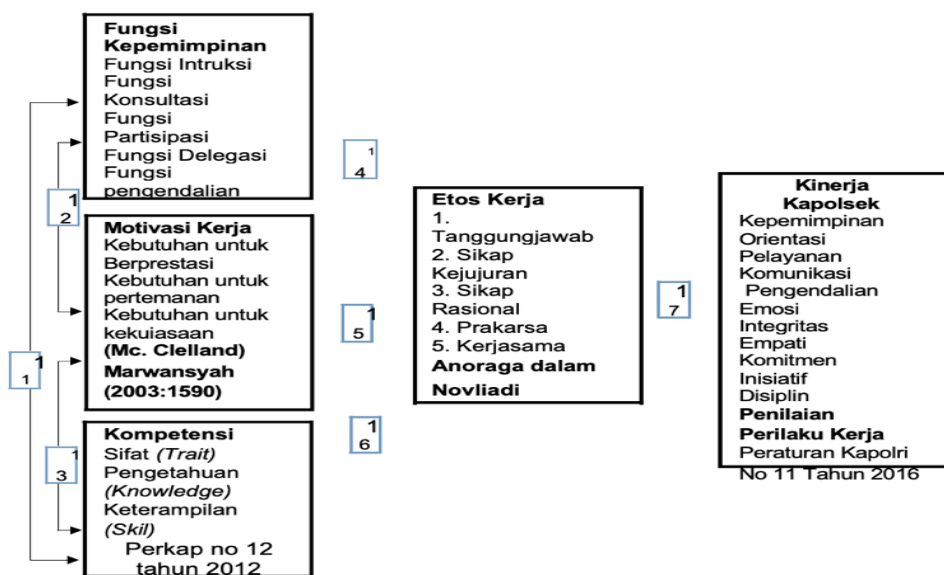 Fungsi
Kepemimpinan
Fungsi Intruksi
Fungsi
Konsultasi
Fungsi
Partisipasi
Fungsi Delegasi
Fungsi
pengendalian
1
2
Motivasi Kerja
Kebutuhan untuk
Berprestasi
Kebutuhan untuk
pertemanan
Kebutuhan untuk
kekuiasaan
(Mc. Clelland)
Marwansyah
(2003:1590)
1
1
Kompetensi
Sifat (Trait)
Pengetahuan
(Knowledge)
Keterampilan
(Skil)
Perkap no 12
tahun 2012
1
3
1
4
1
5
1
6
Etos Kerja
1.
Tanggungjawab
2. Sikap
Kejujuran
3. Sikap
Rasional
4. Prakarsa
5. Kerjasama
Anoraga dalam
Novliadi
1
7
Kinerja
Kapolsek
Kepemimpinan
Orientasi
Pelayanan
Komunikasi
Pengendalian
Emosi
Integritas
Empati
Komitmen
Inisiatif
Disiplin
Penilaian
Perilaku Kerja
Peraturan Kapolri
No 11 Tahun 2016